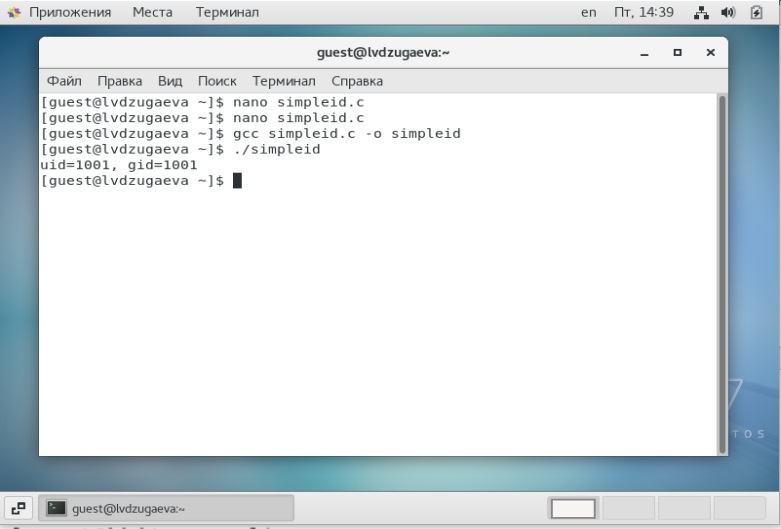 Приложения Места Терминал en Пт, 14:39
guest@lvdzugaeva:~
Файл Правка Вид Поиск Терминал Справка
[guest@lvdzugaeva ~]$ nano simpleid.c
[guest@lvdzugaeva ~]$ nano simpleid.c
[guest@lvdzugaeva ~]$ gcc simpleid.c -o simpleid
[guest@lvdzugaeva ~]$ ./simpleid
uid=1001, gid=1001
[guest@lvdzugaeva ~]$
7
TOS
guest@lvdzugaeva:~